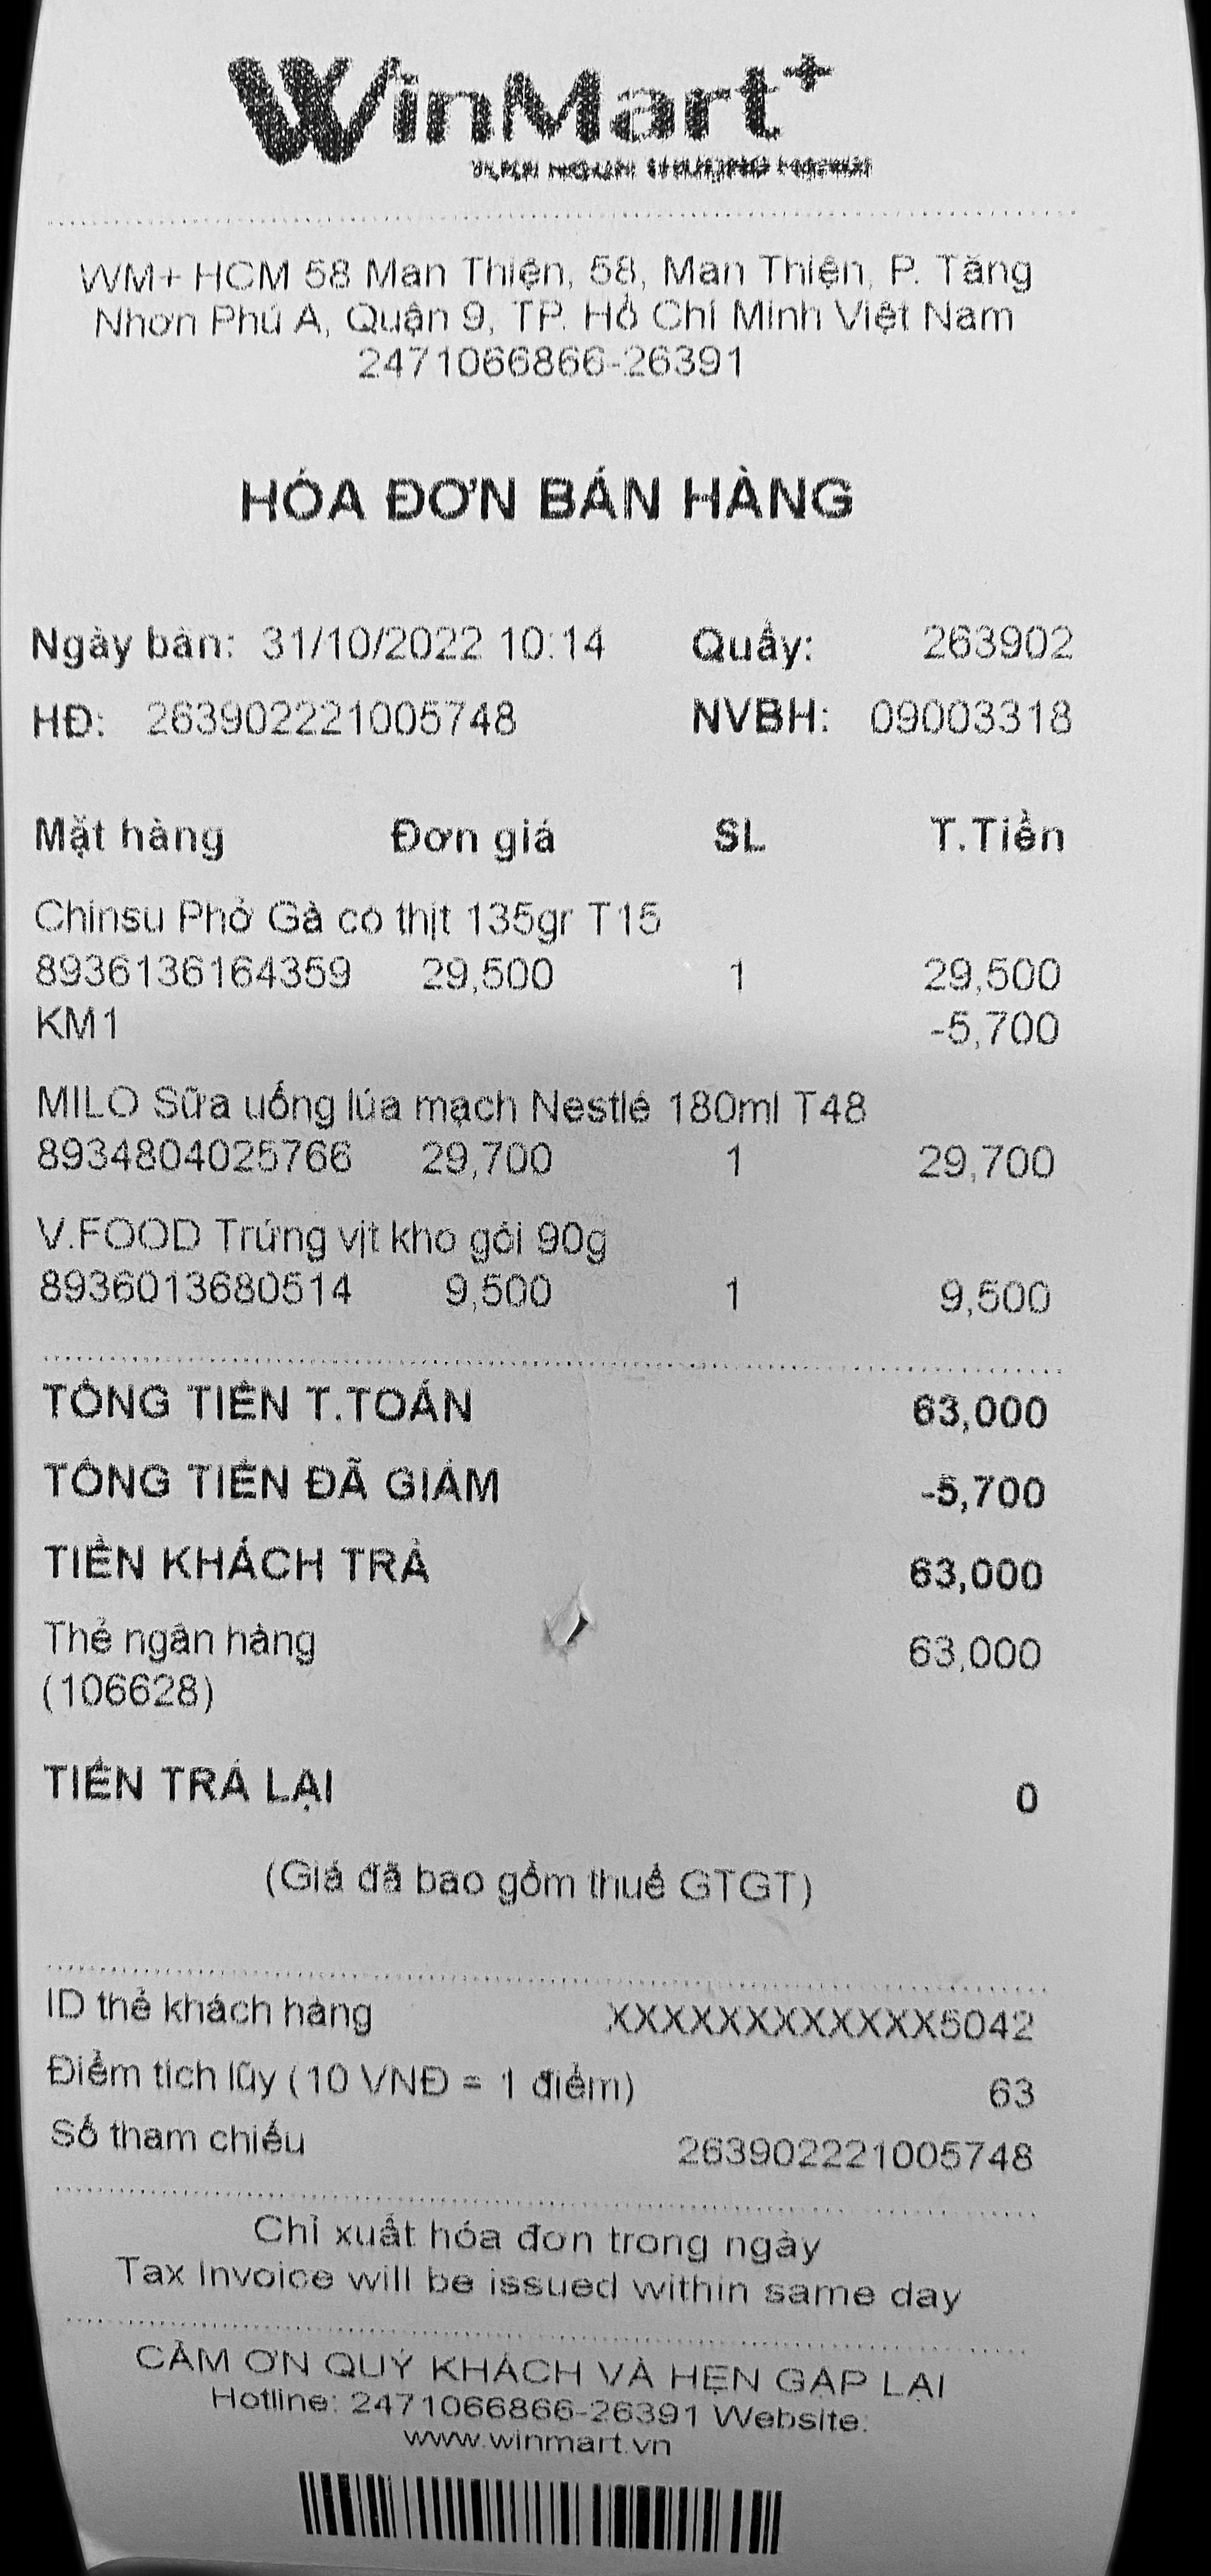 WinMart+
WM+ HCM 58 Man Thiện, 58, Man Thiện, P. Tăng
Nhơn Phú A, Quận 9, TP. Hồ Chí Minh Việt Nam
2471066866-26391
HÓA ĐƠN BÁN HÀNG
Ngày bán: 31/10/2022 10:14 Quầy: 263902
HĐ: 263902221005748 NVBH: 09003318
Mặt hàng Đơn giá SL T.Tiền
Chinsu Phở Gà có thịt 135gr T15
8936136164359 29,500 1 29,500
KM1 -5,700
MILO Sữa uống lúa mạch Nestlé 180ml T48
8934804025766 29,700 1 29,700
V.FOOD Trứng vịt kho gói 90g
8936013680514 9,500 1 9,500
TỔNG TIỀN T.TOÁN 63,000
TỔNG TIỀN ĐÃ GIẢM -5,700
TIỀN KHÁCH TRẢ 63,000
Thẻ ngân hàng 63,000
(106628)
TIỀN TRẢ LẠI 0
(Giá đã bao gồm thuế GTGT)
ID thẻ khách hàng XXXXXXXXXXXX5042
Điểm tích lũy (10 VNĐ = 1 điểm) 63
Số tham chiếu 263902221005748
Chỉ xuất hóa đơn trong ngày
Tax Invoice will be issued within same day
CẢM ƠN QUÝ KHÁCH VÀ HẸN GẶP LẠI
Hotline: 2471066866-26391 Website:
www.winmart.vn